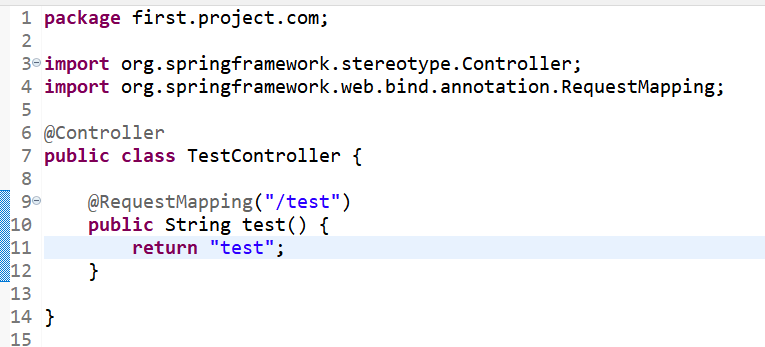 1 package first.project.com;
2
3 import org.springframework.stereotype.Controller;
4 import org.springframework.web.bind.annotation.RequestMapping;
5
6 @Controller
7 public class TestController {
8
9     @RequestMapping("/test")
10     public String test() {
11         return "test";
12     }
13
14 }
15